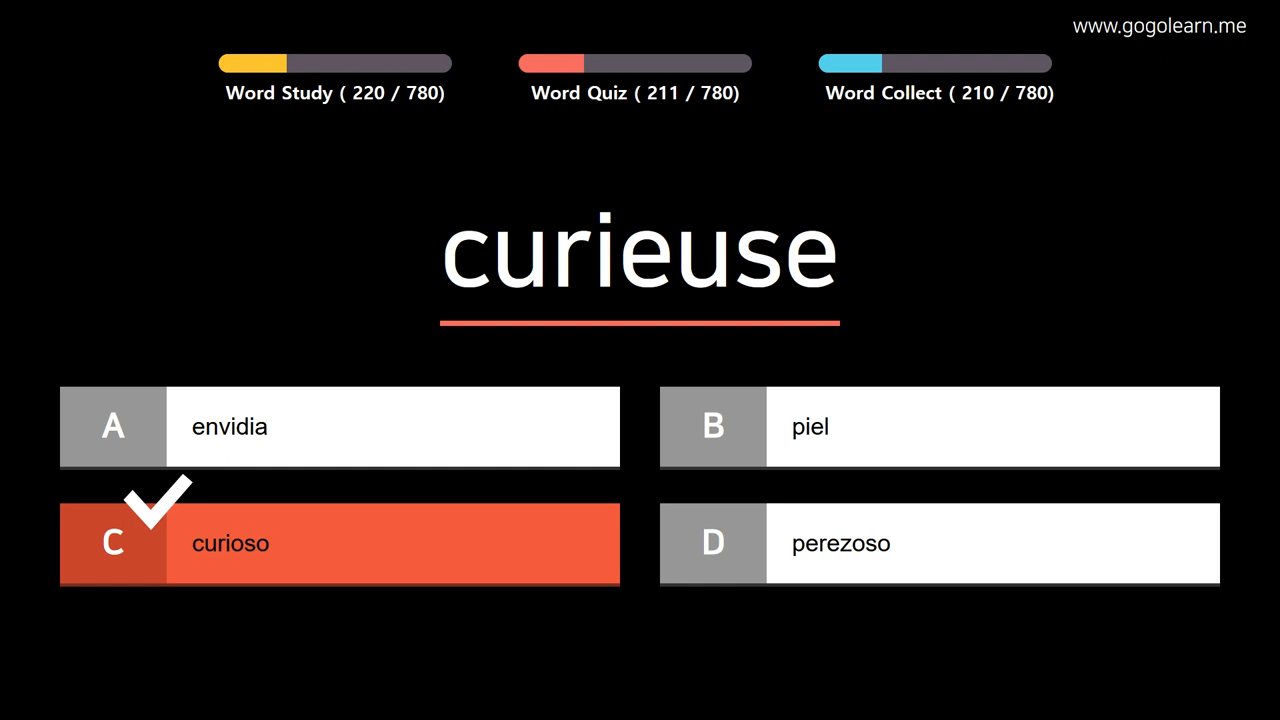 www.gogolearn.me
Word Study ( 220 / 780)
Word Quiz ( 211 / 780)
Word Collect ( 210 / 780)
curieuse
A envidia
B piel
C curioso
D perezoso